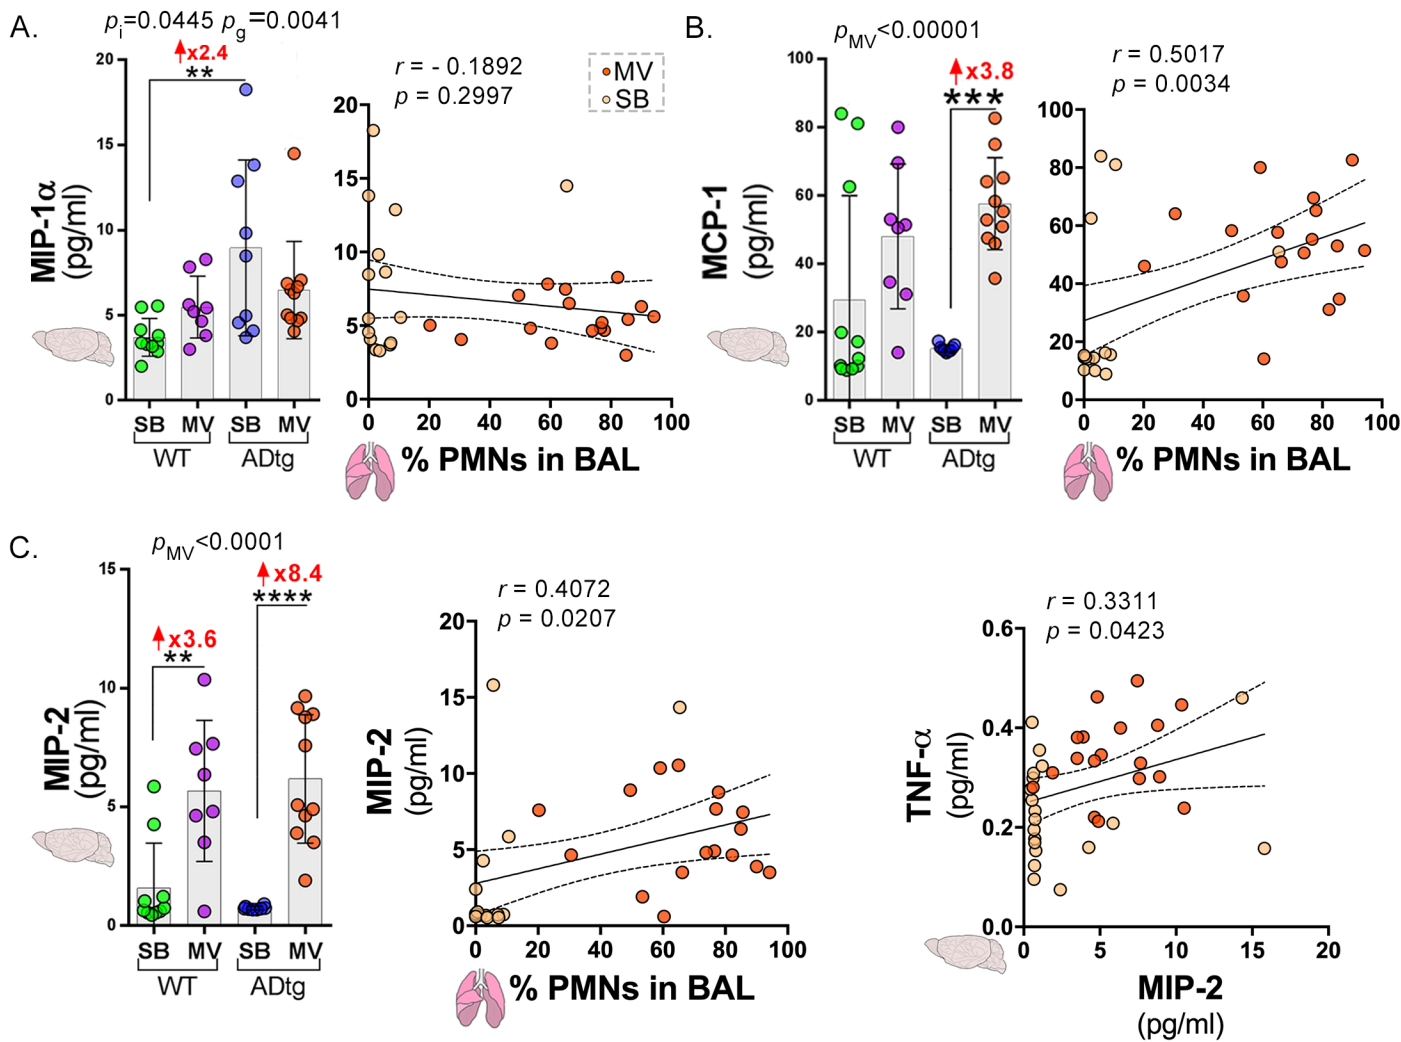 A.
pi=0.0445 pg=0.0041
x2.4
**
20
15
10
5
0
MIP-1α
(pg/ml)
SB MV SB MV
WT ADtg
r = - 0.1892
p = 0.2997
MV
SB
20
15
10
5
0
0 20 40 60 80 100
% PMNs in BAL
B.
pMV<0.00001
x3.8
***
100
80
60
40
20
0
MCP-1
(pg/ml)
SB MV SB MV
WT ADtg
r = 0.5017
p = 0.0034
100
80
60
40
20
0
0 20 40 60 80 100
% PMNs in BAL
C.
pMV<0.0001
x8.4
****
x3.6
**
15
10
5
0
MIP-2
(pg/ml)
SB MV SB MV
WT ADtg
r = 0.4072
p = 0.0207
20
15
10
5
0
MIP-2
(pg/ml)
0 20 40 60 80 100
% PMNs in BAL
r = 0.3311
p = 0.0423
0.6
0.4
0.2
0.0
TNF-α
(pg/ml)
0 5 10 15 20
MIP-2
(pg/ml)